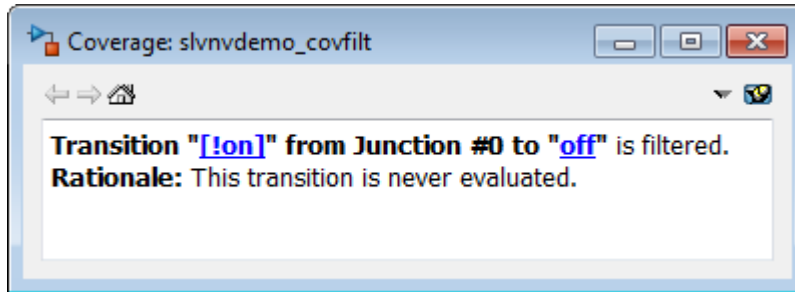 Coverage: slvnvdemo_covfilt
Transition "[!on]" from Junction #0 to "off" is filtered.
Rationale: This transition is never evaluated.